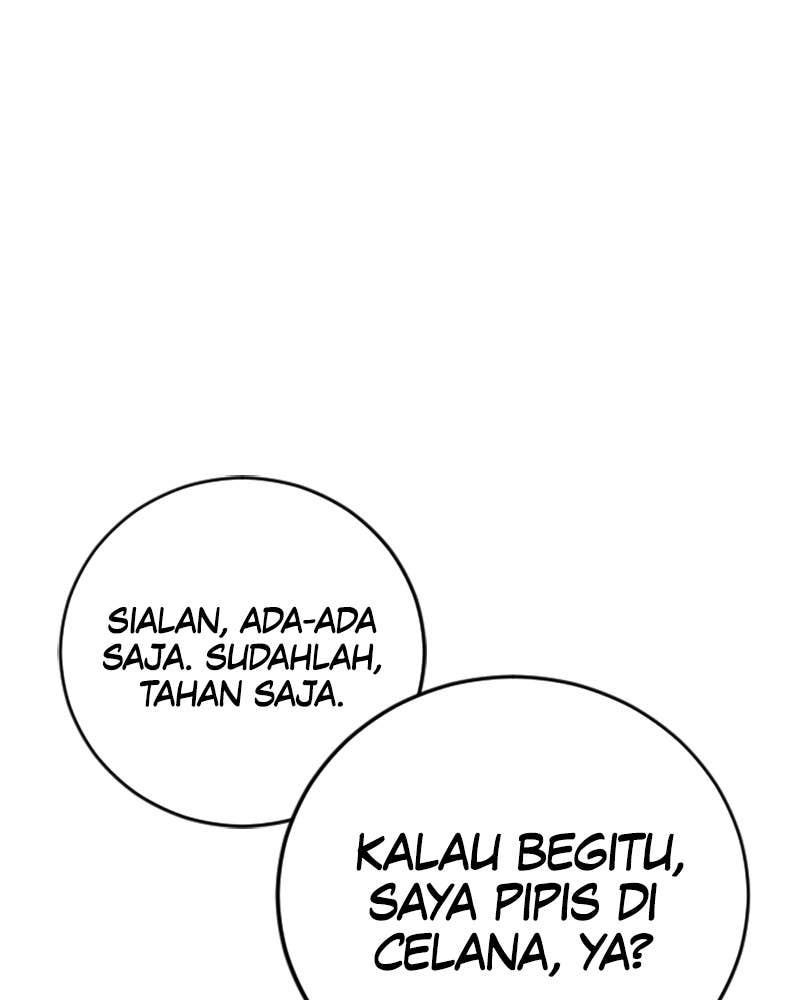 SIALAN, ADA-ADA
SAJA. SUDAHLAH,
TAHAN SAJA.
KALAU BEGITU,
SAYA PIPIS DI
CELANA, YA?